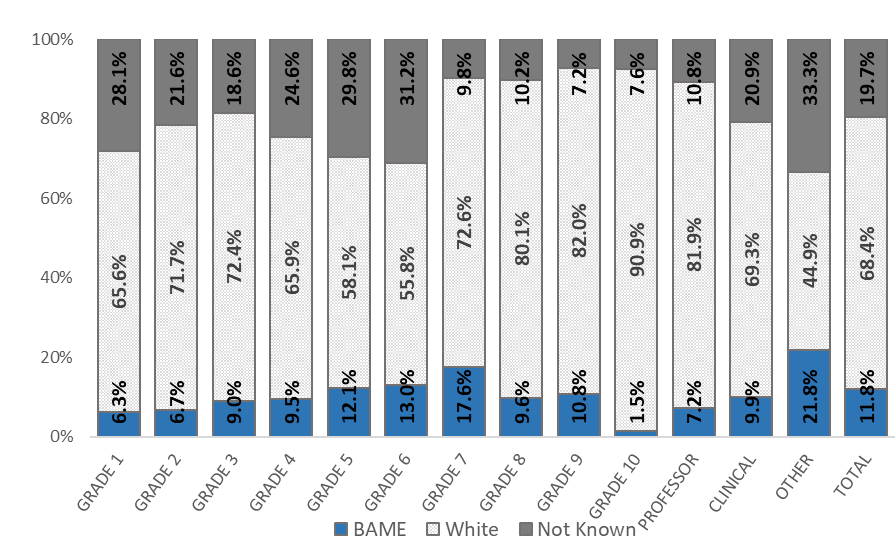 100%
80%
60%
40%
20%
0%
28.1% 21.6% 18.6% 24.6% 29.8% 31.2% 9.8% 10.2% 7.2% 7.6% 10.8% 20.9% 33.3% 19.7%
65.6% 71.7% 72.4% 65.9% 58.1% 55.8% 72.6% 80.1% 82.0% 90.9% 81.9% 69.3% 44.9% 68.4%
6.3% 6.7% 9.0% 9.5% 12.1% 13.0% 17.6% 9.6% 10.8% 1.5% 7.2% 9.9% 21.8% 11.8%
GRADE 1 GRADE 2 GRADE 3 GRADE 4 GRADE 5 GRADE 6 GRADE 7 GRADE 8 GRADE 9 GRADE 10 PROFESSOR CLINICAL OTHER TOTAL
BAME White Not Known